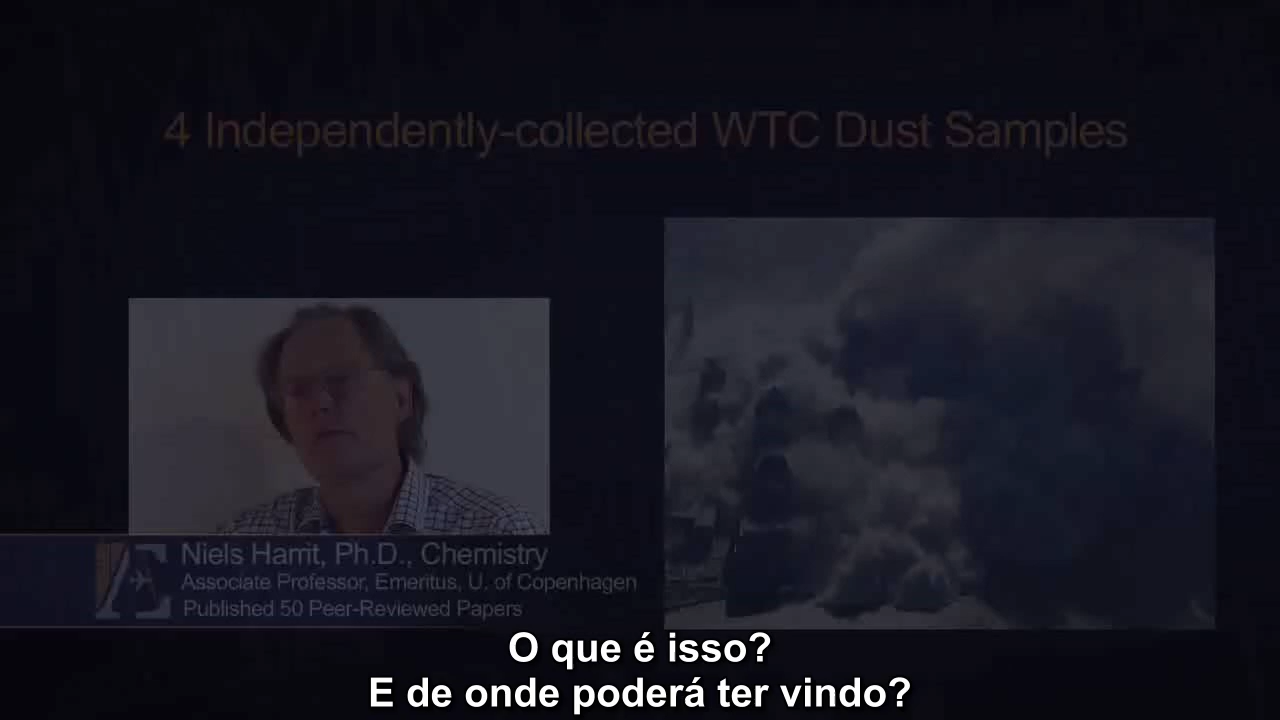 4 Independently-collected WTC Dust Samples
Niels Harrit, Ph.D., Chemistry
Associate Professor, Emeritus, U. of Copenhagen
Published 50 Peer-Reviewed Papers
O que é isso?
E de onde poderá ter vindo?